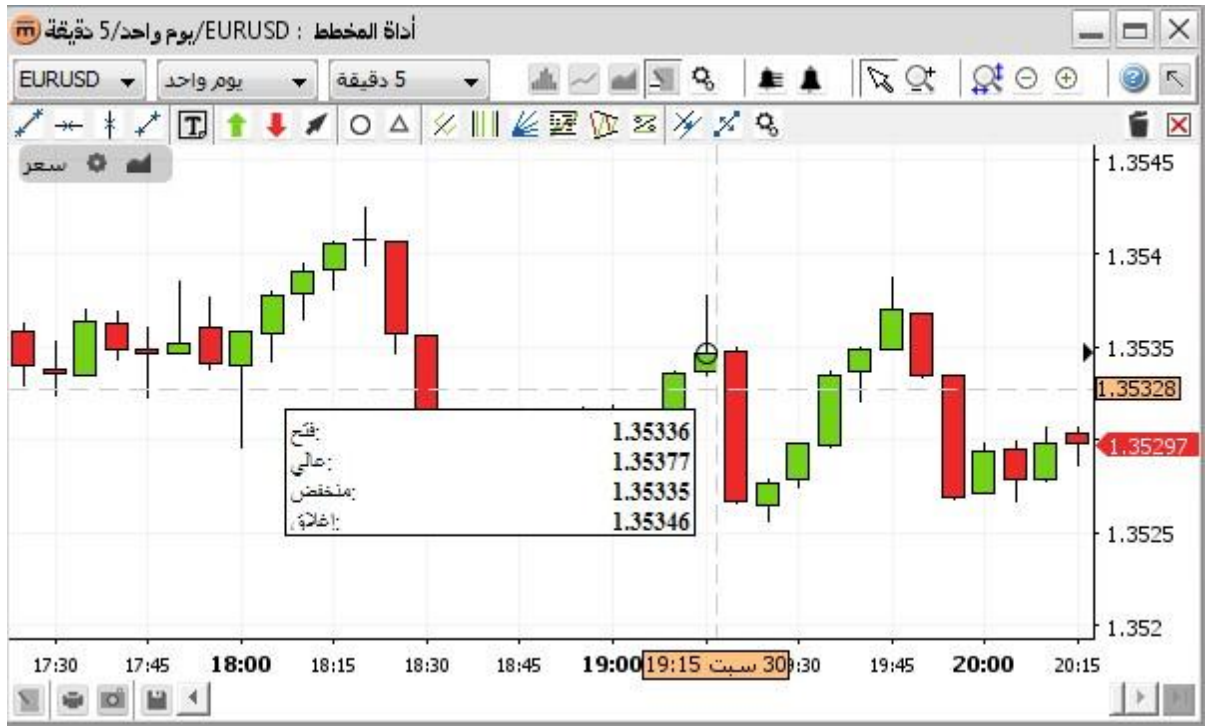 أداة المخطط : EURUSD/يوم واحد/5 دقيقة
EURUSD يوم واحد 5 دقيقة
سعر
1.3545
1.354
1.3535
1.35328
1.35297
1.3525
1.352
فتح: 1.35336
عالي: 1.35377
منخفض: 1.35335
إغلاق: 1.35346
17:30 17:45 18:00 18:15 18:30 18:45 19:00 30 سبت 19:15 9:30 19:45 20:00 20:15